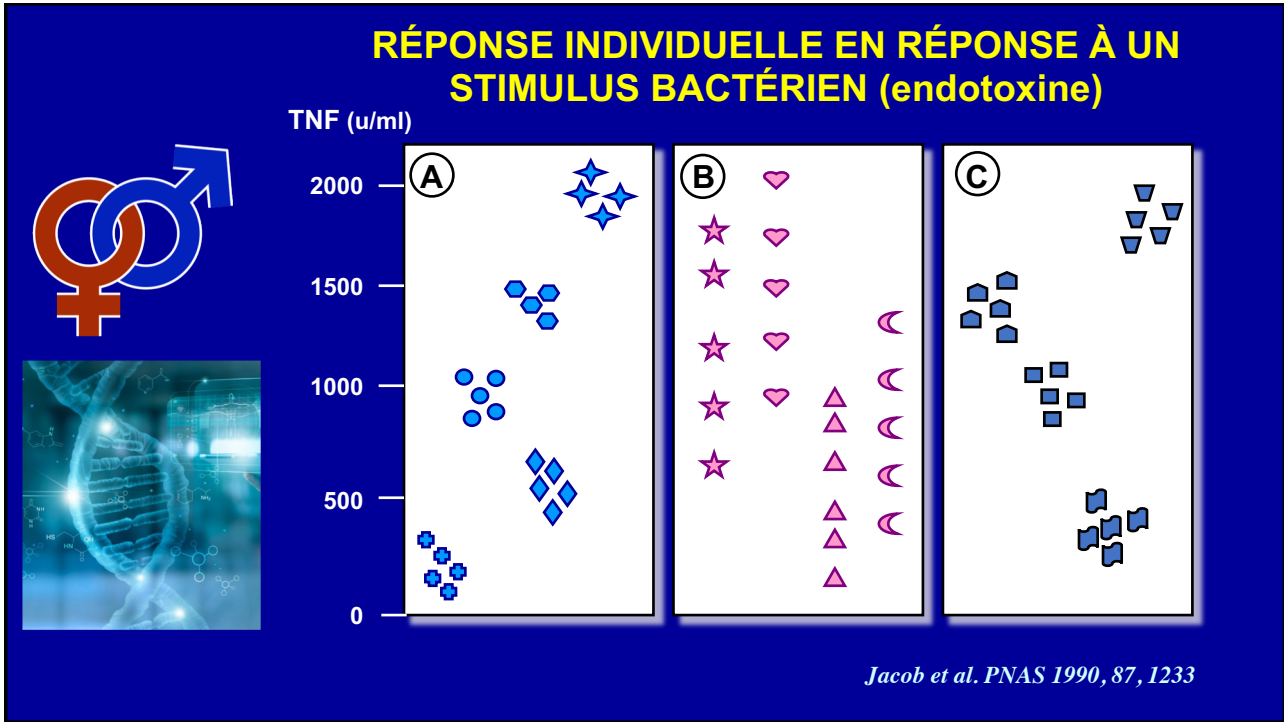 RÉPONSE INDIVIDUELLE EN RÉPONSE À UN
STIMULUS BACTÉRIEN (endotoxine)
TNF (u/ml)
A
B
C
2000
1500
1000
500
0
Jacob et al. PNAS 1990, 87, 1233